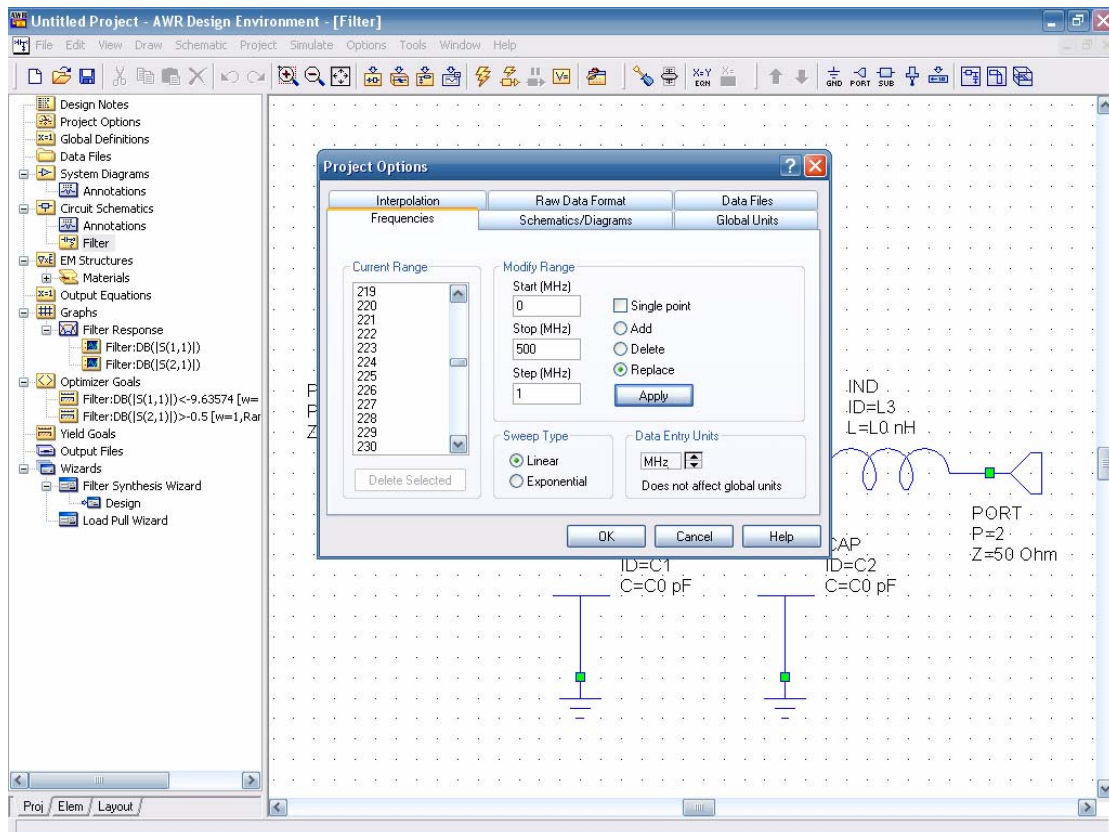 Untitled Project - AWR Design Environment - [Filter]
File Edit View Draw Schematic Project Simulate Options Tools Window Help
X=Y
EQN
X=
GND PORT SUB
Design Notes
Project Options
Global Definitions
Data Files
System Diagrams
Annotations
Circuit Schematics
Annotations
Filter
EM Structures
Materials
Output Equations
Graphs
Filter Response
Filter:DB(|S(1,1)|)
Filter:DB(|S(2,1)|)
Optimizer Goals
Filter:DB(|S(1,1)|)<-9.63574 [w=
Filter:DB(|S(2,1)|)>-0.5 [w=1,Rar
Yield Goals
Output Files
Wizards
Filter Synthesis Wizard
Design
Load Pull Wizard
Proj Elem Layout
Project Options
Interpolation Raw Data Format Data Files
Frequencies Schematics/Diagrams Global Units
Current Range
219
220
221
222
223
224
225
226
227
228
229
230
Delete Selected
Modify Range
Start (MHz)
0
Stop (MHz)
500
Step (MHz)
1
Single point
Add
Delete
Replace
Apply
Sweep Type
Linear
Exponential
Data Entry Units
MHz
Does not affect global units
OK Cancel Help
P
P
Z
IND
ID=L3
L=L0 nH
PORT
P=2
Z=50 Ohm
ID=C1
C=C0 pF
CAP
ID=C2
C=C0 pF